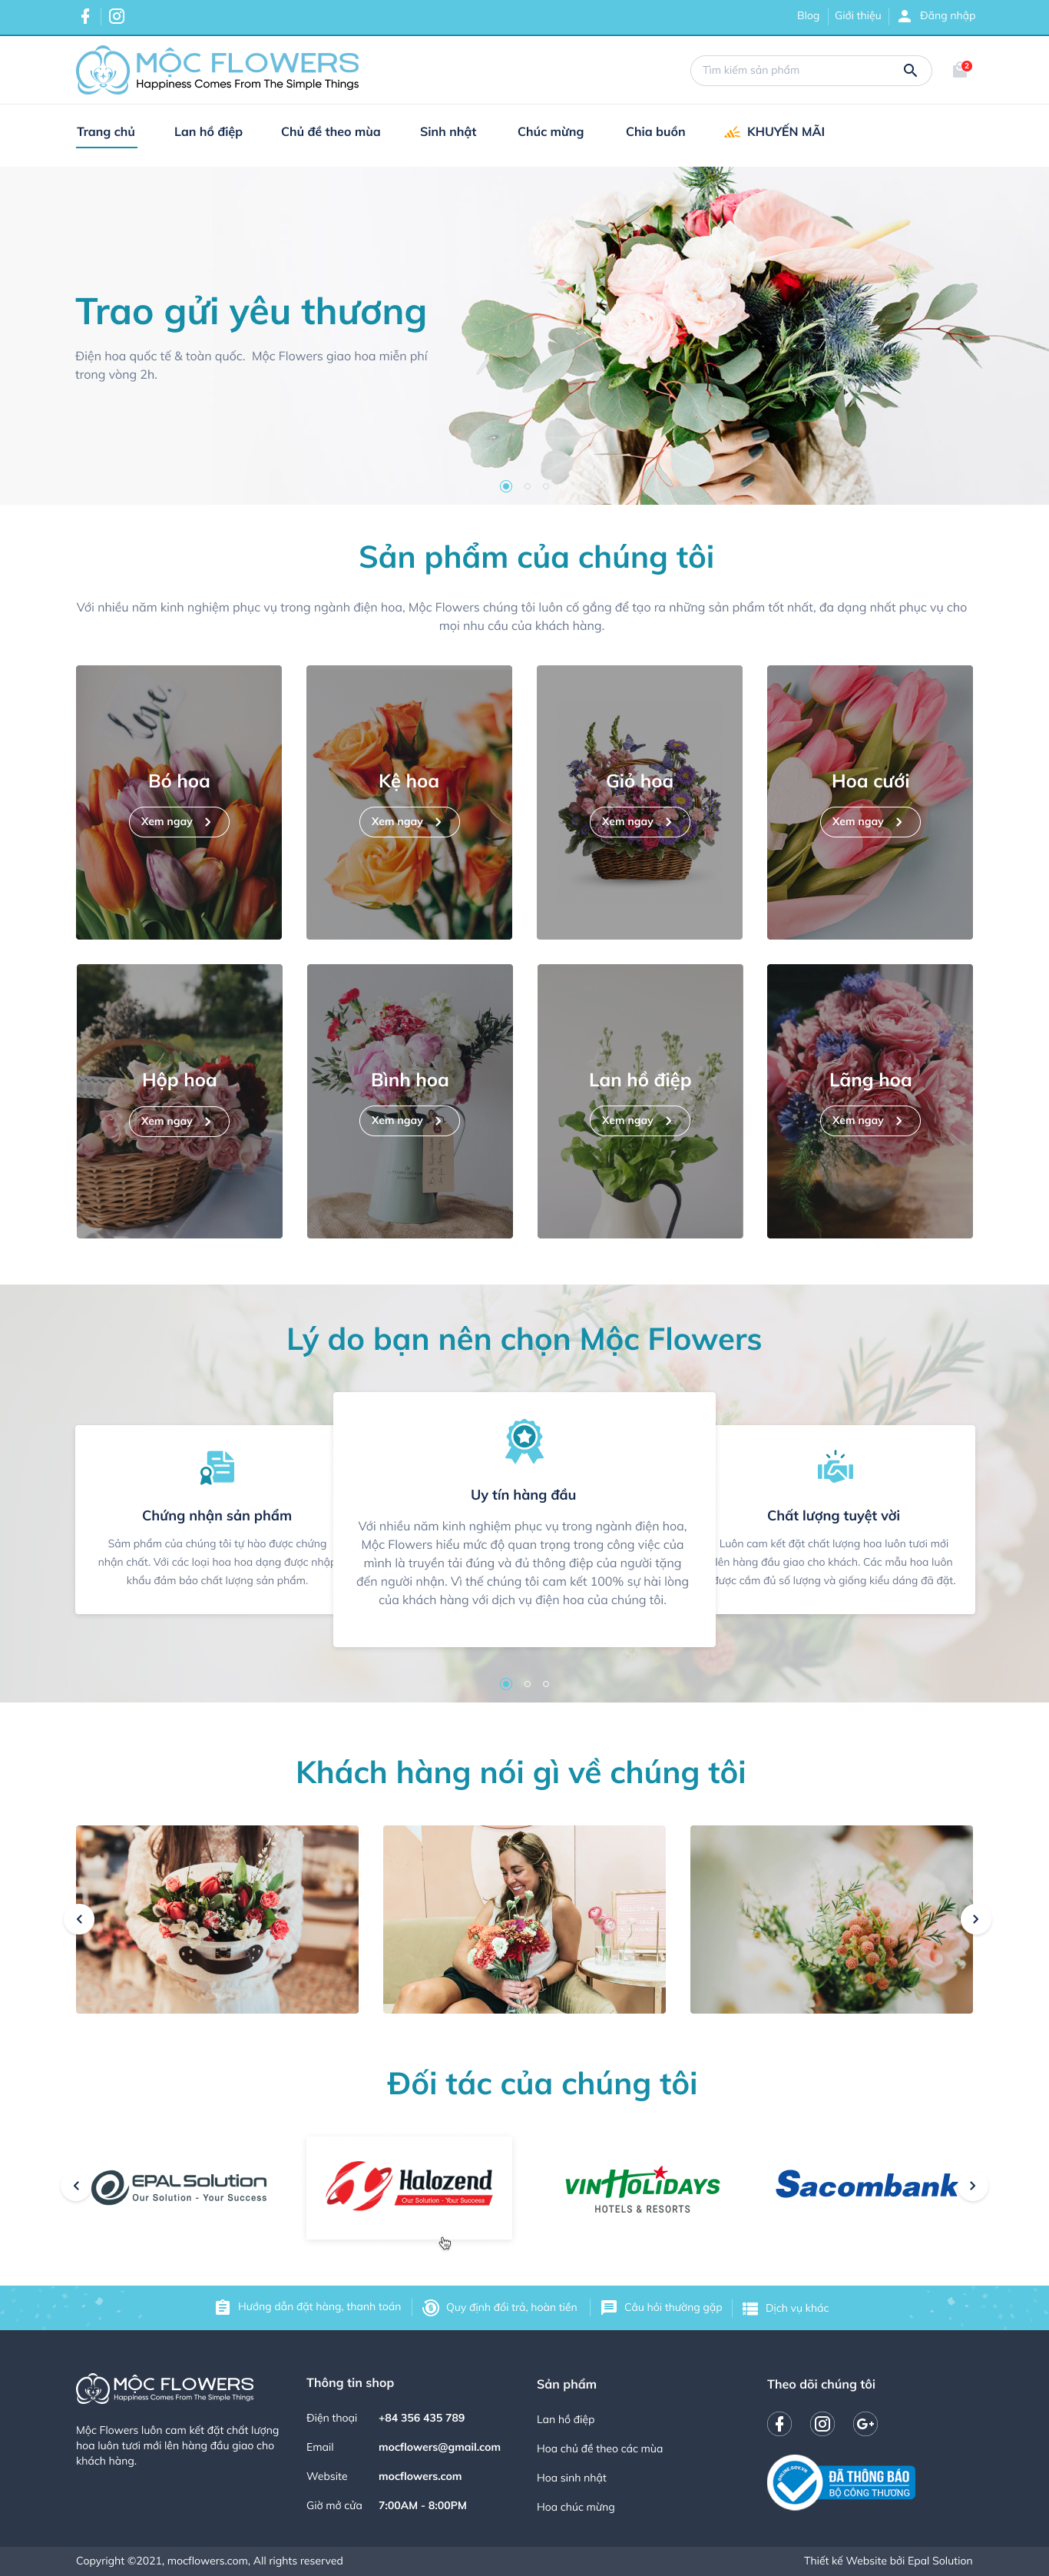 Blog
Giới thiệu
Đăng nhập
MỘC FLOWERS
Happiness Comes From The Simple Things
Tìm kiếm sản phẩm
2
Trang chủ
Lan hồ điệp
Chủ đề theo mùa
Sinh nhật
Chúc mừng
Chia buồn
KHUYẾN MÃI
Trao gửi yêu thương
Điện hoa quốc tế & toàn quốc. Mộc Flowers giao hoa miễn phí
trong vòng 2h.
Sản phẩm của chúng tôi
Với nhiều năm kinh nghiệm phục vụ trong ngành điện hoa, Mộc Flowers chúng tôi luôn cố gắng để tạo ra những sản phẩm tốt nhất, đa dạng nhất phục vụ cho
mọi nhu cầu của khách hàng.
Bó hoa
Xem ngay
Kệ hoa
Xem ngay
Giỏ hoa
Xem ngay
Hoa cưới
Xem ngay
Hộp hoa
Xem ngay
Bình hoa
Xem ngay
Lan hồ điệp
Xem ngay
Lãng hoa
Xem ngay
Lý do bạn nên chọn Mộc Flowers
Chứng nhận sản phẩm
Sảm phẩm của chúng tôi tự hào được chứng
nhận chất. Với các loại hoa hoa dạng được nhập
khẩu đảm bảo chất lượng sản phẩm.
Uy tín hàng đầu
Với nhiều năm kinh nghiệm phục vụ trong ngành điện hoa,
Mộc Flowers hiểu mức độ quan trọng trong công việc của
mình là truyền tải đúng và đủ thông điệp của người tặng
đến người nhận. Vì thế chúng tôi cam kết 100% sự hài lòng
của khách hàng với dịch vụ điện hoa của chúng tôi.
Chất lượng tuyệt vời
Luôn cam kết đặt chất lượng hoa luôn tươi mới
lên hàng đầu giao cho khách. Các mẫu hoa luôn
được cắm đủ số lượng và giống kiểu dáng đã đặt.
Khách hàng nói gì về chúng tôi
Đối tác của chúng tôi
EPAL Solution
Our Solution - Your Success
Halozend
Our Solution - Your Success
VINHOLIDAYS
HOTELS & RESORTS
Sacombank
Hướng dẫn đặt hàng, thanh toán
Quy định đổi trả, hoàn tiền
Câu hỏi thường gặp
Dịch vụ khác
MỘC FLOWERS
Happiness Comes From The Simple Things
Mộc Flowers luôn cam kết đặt chất lượng
hoa luôn tươi mới lên hàng đầu giao cho
khách hàng.
Thông tin shop
Điện thoại +84 356 435 789
Email mocflowers@gmail.com
Website mocflowers.com
Giờ mở cửa 7:00AM - 8:00PM
Sản phẩm
Lan hồ điệp
Hoa chủ đề theo các mùa
Hoa sinh nhật
Hoa chúc mừng
Theo dõi chúng tôi
G+
ĐÃ THÔNG BÁO
BỘ CÔNG THƯƠNG
Copyright ©2021, mocflowers.com, All rights reserved
Thiết kế Website bởi Epal Solution